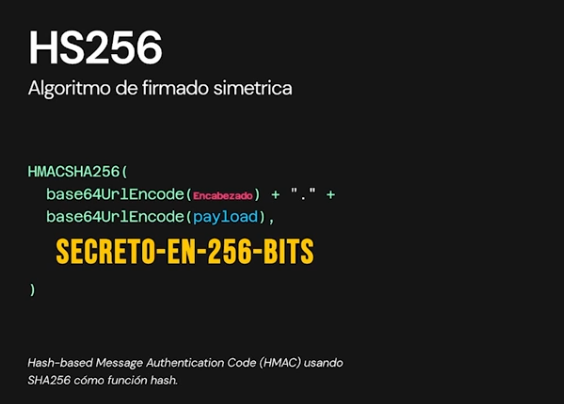 HS256
Algoritmo de firmado simetrica
HMACSHA256(
base64UrlEncode(Encabezado) + "." +
base64UrlEncode(payload),
SECRETO-EN-256-BITS
)
Hash-based Message Authentication Code (HMAC) usando
SHA256 cómo función hash.